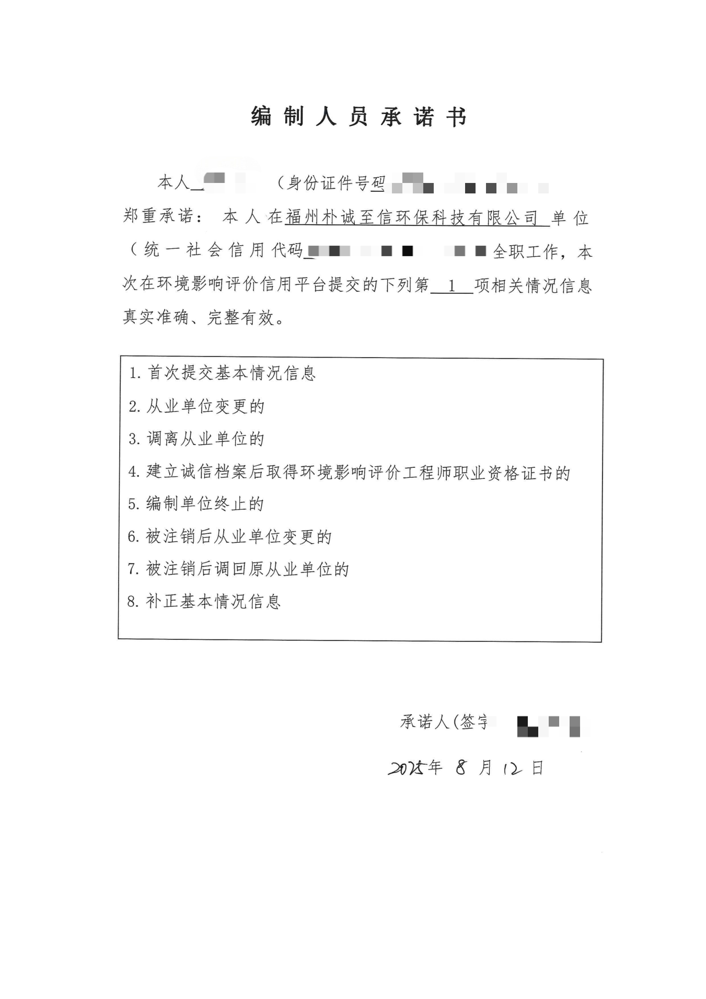 编制人员承诺书
本人 （身份证件号码
郑重承诺： 本人在福州朴诚至信环保科技有限公司 单位
（统一社会信用代码 全职工作，本
次在环境影响评价信用平台提交的下列第 1 项相关情况信息
真实准确、完整有效。
1. 首次提交基本情况信息
2. 从业单位变更的
3. 调离从业单位的
4. 建立诚信档案后取得环境影响评价工程师职业资格证书的
5. 编制单位终止的
6. 被注销后从业单位变更的
7. 被注销后调回原从业单位的
8. 补正基本情况信息
承诺人(签字
2025年 8 月 12 日